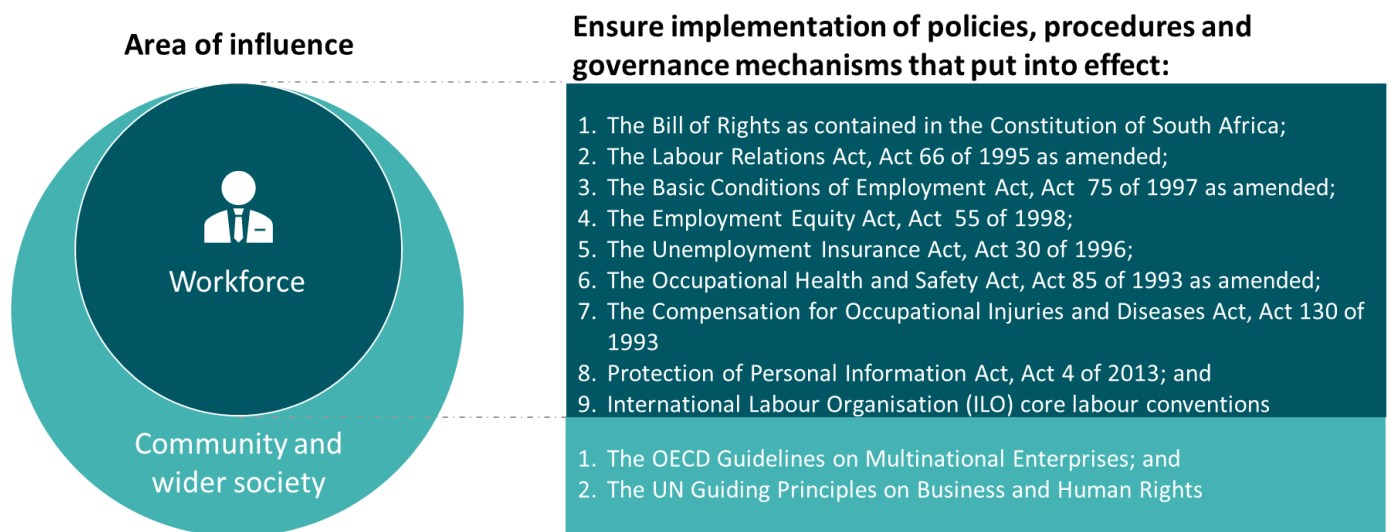 Area of influence
Workforce
Community and
wider society
Ensure implementation of policies, procedures and
governance mechanisms that put into effect:
1. The Bill of Rights as contained in the Constitution of South Africa;
2. The Labour Relations Act, Act 66 of 1995 as amended;
3. The Basic Conditions of Employment Act, Act 75 of 1997 as amended;
4. The Employment Equity Act, Act 55 of 1998;
5. The Unemployment Insurance Act, Act 30 of 1996;
6. The Occupational Health and Safety Act, Act 85 of 1993 as amended;
7. The Compensation for Occupational Injuries and Diseases Act, Act 130 of
1993
8. Protection of Personal Information Act, Act 4 of 2013; and
9. International Labour Organisation (ILO) core labour conventions
1. The OECD Guidelines on Multinational Enterprises; and
2. The UN Guiding Principles on Business and Human Rights